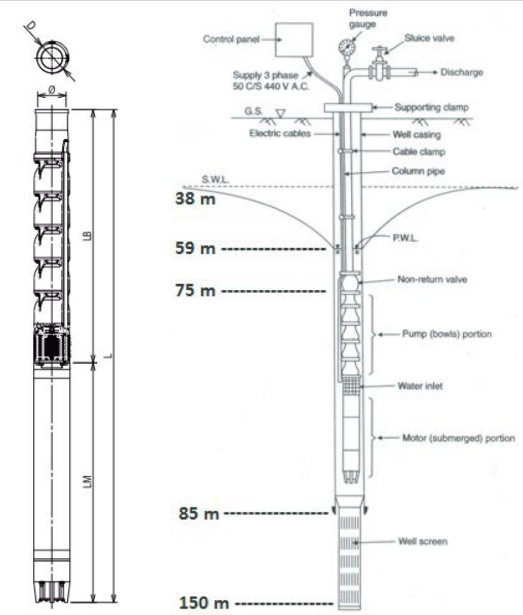 D
Ø
LB
L
LM
Pressure
gauge
Control panel
Sluice valve
Supply 3 phase
50 C/S 440 V A.C.
Discharge
G.S.
Supporting clamp
Electric cables
Well casing
Cable clamp
Column pipe
S.W.L.
38 m
P.W.L.
59 m
75 m
Non-return valve
Pump (bowls) portion
Water inlet
Motor (submerged) portion
85 m
Well screen
150 m